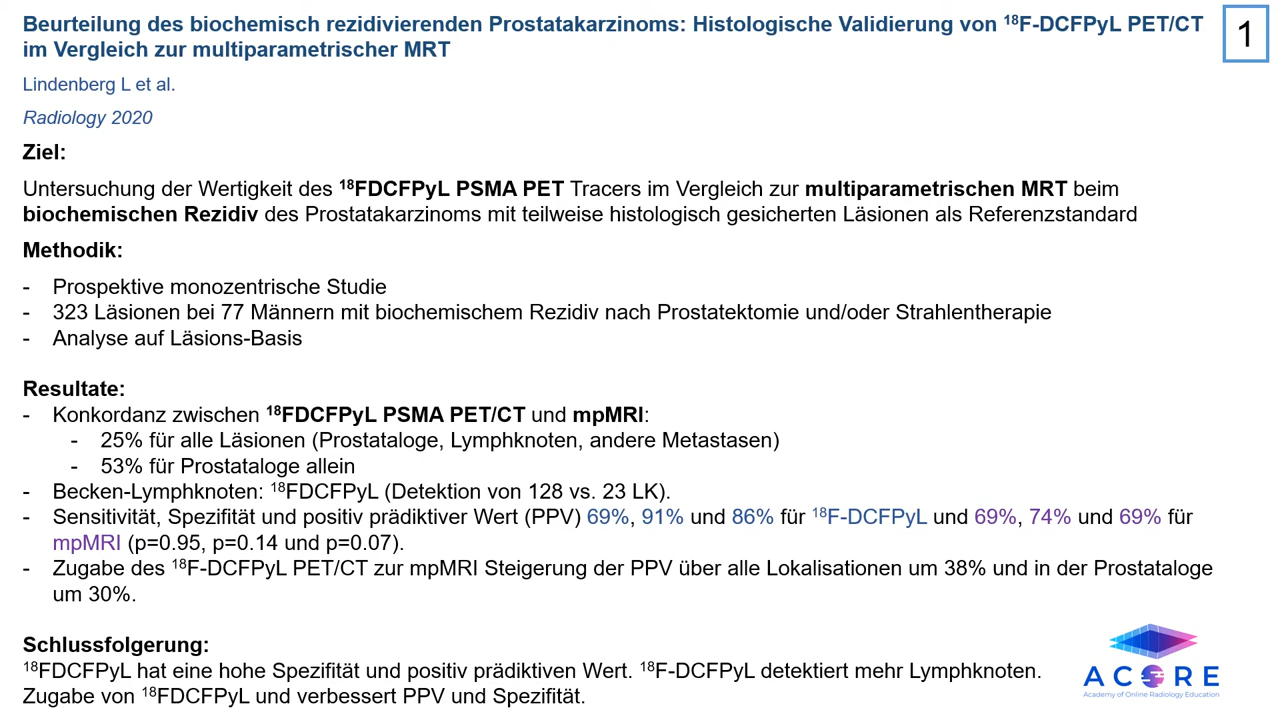 Beurteilung des biochemisch rezidivierenden Prostatakarzinoms: Histologische Validierung von ¹⁸F-DCFPyL PET/CT
im Vergleich zur multiparametrischer MRT
1
Lindenberg L et al.
Radiology 2020
Ziel:
Untersuchung der Wertigkeit des ¹⁸FDCFPyL PSMA PET Tracers im Vergleich zur multiparametrischen MRT beim
biochemischen Rezidiv des Prostatakarzinoms mit teilweise histologisch gesicherten Läsionen als Referenzstandard
Methodik:
- Prospektive monozentrische Studie
- 323 Läsionen bei 77 Männern mit biochemischem Rezidiv nach Prostatektomie und/oder Strahlentherapie
- Analyse auf Läsions-Basis
Resultate:
- Konkordanz zwischen ¹⁸FDCFPyL PSMA PET/CT und mpMRI:
- 25% für alle Läsionen (Prostataloge, Lymphknoten, andere Metastasen)
- 53% für Prostataloge allein
- Becken-Lymphknoten: ¹⁸FDCFPyL (Detektion von 128 vs. 23 LK).
- Sensitivität, Spezifität und positiv prädiktiver Wert (PPV) 69%, 91% und 86% für ¹⁸F-DCFPyL und 69%, 74% und 69% für
mpMRI (p=0.95, p=0.14 und p=0.07).
- Zugabe des ¹⁸F-DCFPyL PET/CT zur mpMRI Steigerung der PPV über alle Lokalisationen um 38% und in der Prostataloge
um 30%.
Schlussfolgerung:
¹⁸FDCFPyL hat eine hohe Spezifität und positiv prädiktiven Wert. ¹⁸F-DCFPyL detektiert mehr Lymphknoten.
Zugabe von ¹⁸FDCFPyL und verbessert PPV und Spezifität.
ACORE
Academy of Online Radiology Education